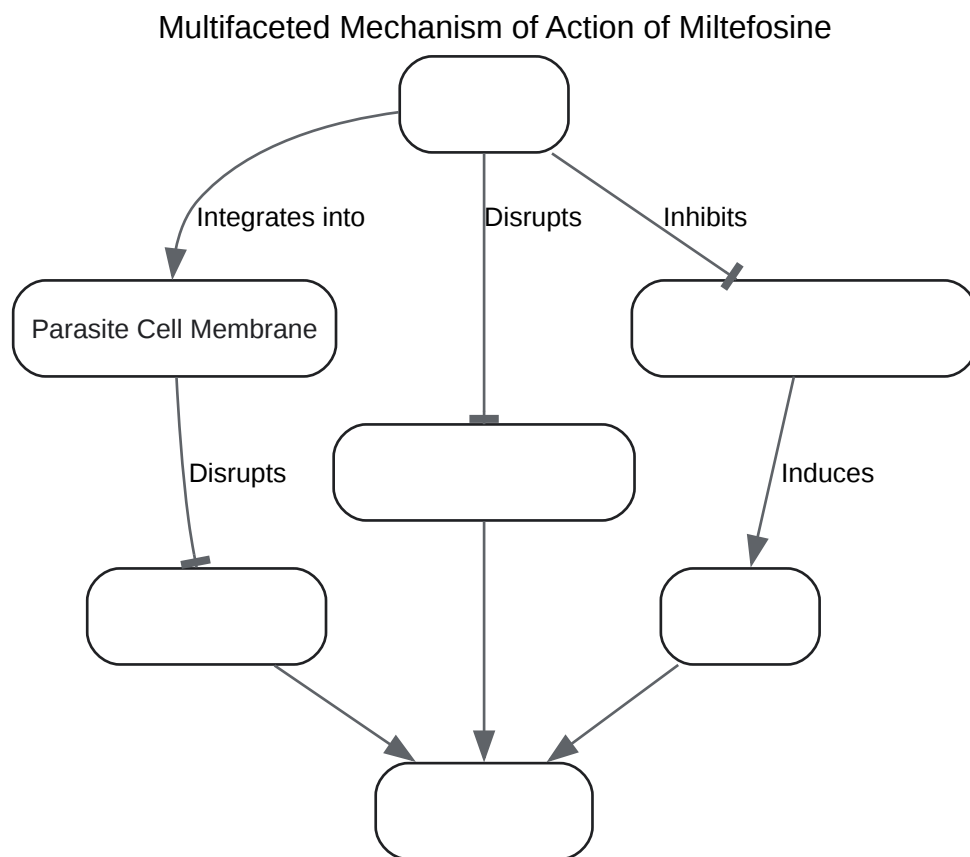 Multifaceted Mechanism of Action of Miltefosine
Integrates into
Disrupts
Inhibits
Parasite Cell Membrane
Disrupts
Induces